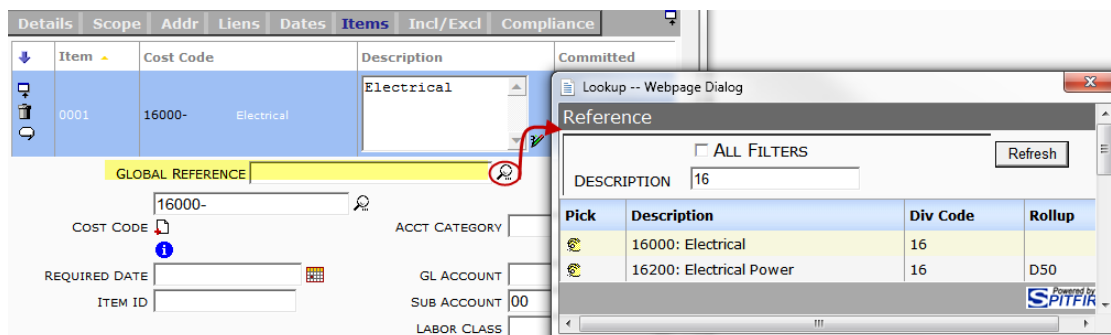 Details Scope Addr Liens Dates Items Incl/Excl Compliance
Item Cost Code Description Committed
0001 16000- Electrical Electrical
GLOBAL REFERENCE
16000-
COST CODE ACCT CATEGORY
REQUIRED DATE GL ACCOUNT
ITEM ID SUB ACCOUNT 00
LABOR CLASS
Lookup -- Webpage Dialog
Reference
ALL FILTERS Refresh
DESCRIPTION 16
Pick Description Div Code Rollup
16000: Electrical 16
16200: Electrical Power 16 D50
Powered by
SPITFIR